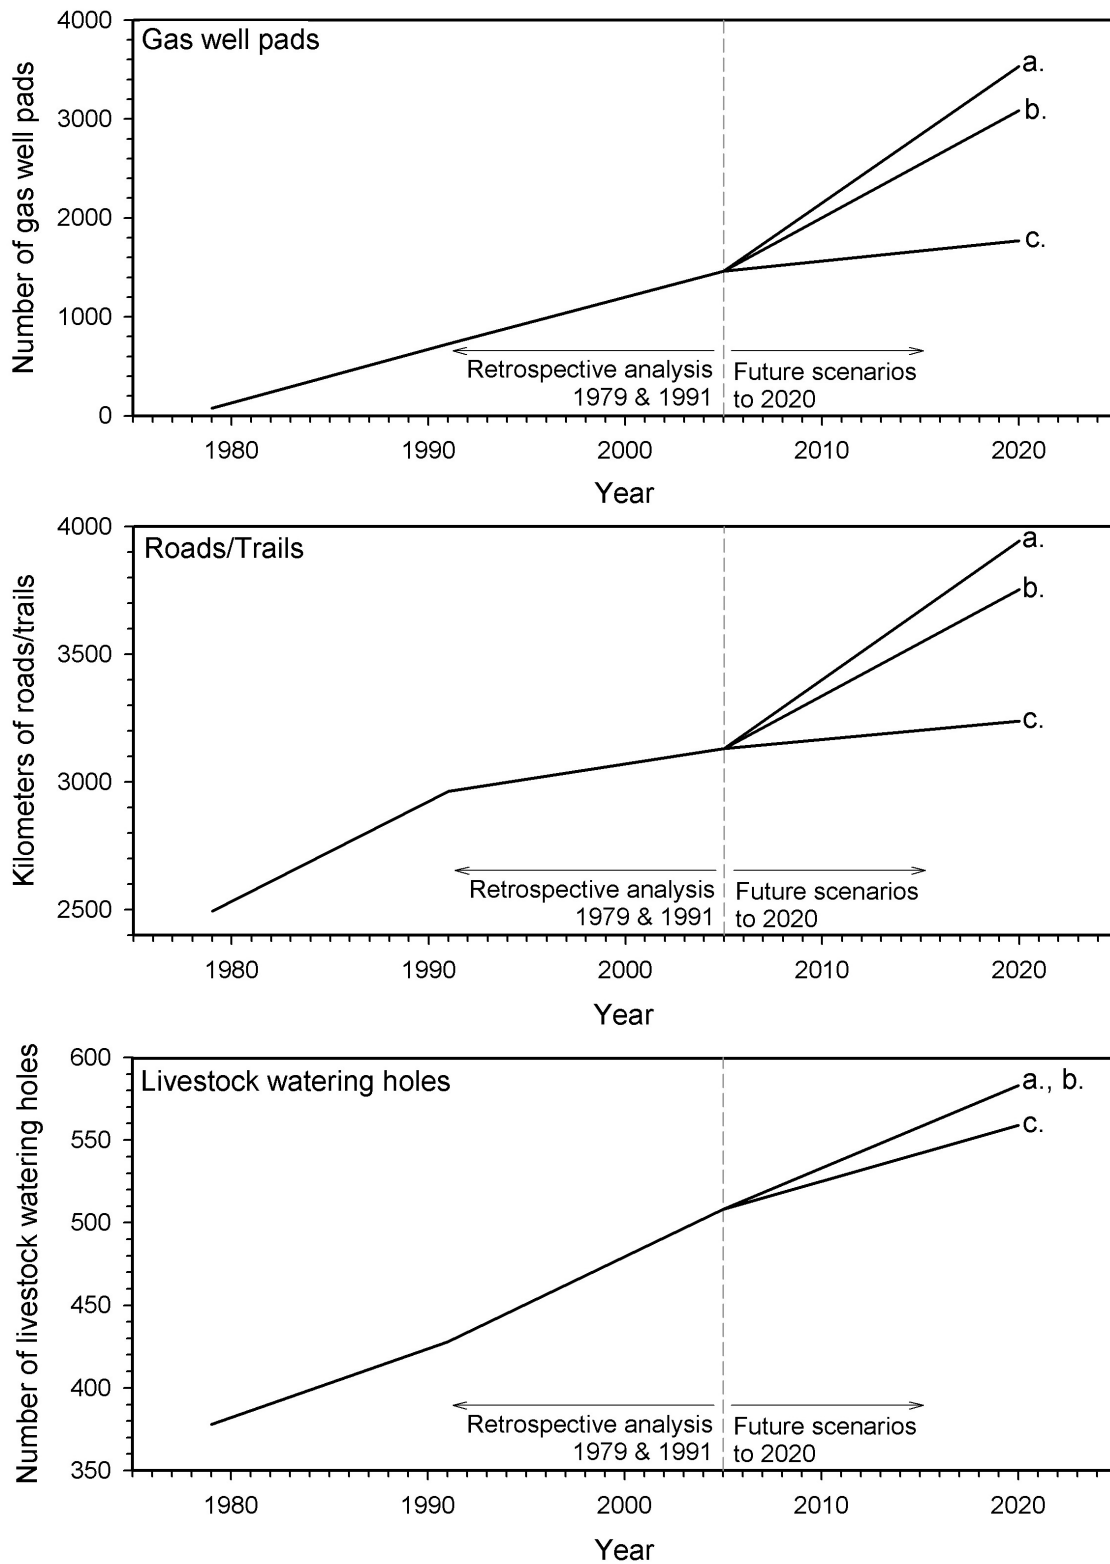 4000
Gas well pads
a.
b.
3000
Number of gas well pads
2000
c.
1000
Retrospective analysis
1979 & 1991
Future scenarios
to 2020
0
1980
1990
2000
2010
2020
Year
4000
Roads/Trails
a.
b.
3500
Kilometers of roads/trails
c.
3000
Retrospective analysis
1979 & 1991
Future scenarios
to 2020
2500
1980
1990
2000
2010
2020
Year
600
Livestock watering holes
a., b.
c.
550
Number of livestock watering holes
500
450
400
Retrospective analysis
1979 & 1991
Future scenarios
to 2020
350
1980
1990
2000
2010
2020
Year